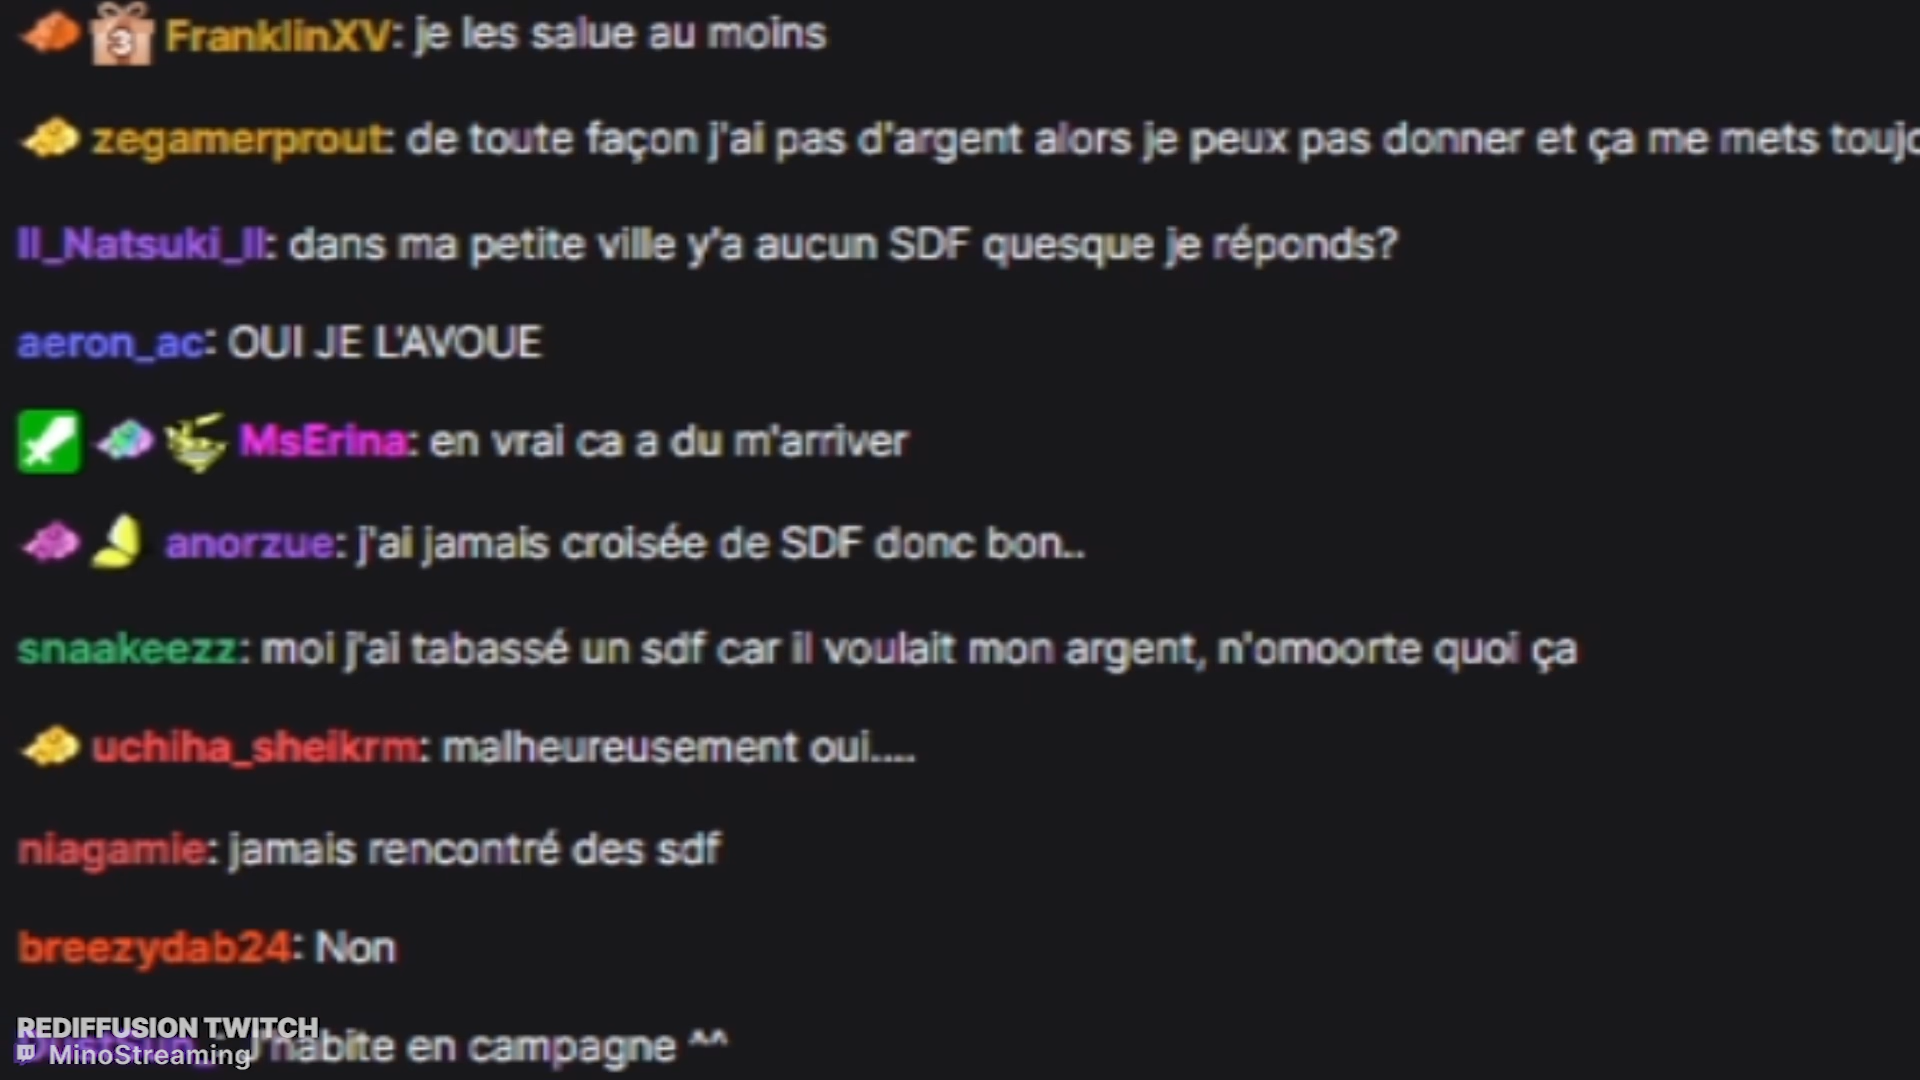 3 FranklinXV: je les salue au moins
zegamerprout: de toute façon j'ai pas d'argent alors je peux pas donner et ça me mets toujo
ll_Natsuki_ll: dans ma petite ville y'a aucun SDF quesque je réponds?
aeron_ac: OUI JE L'AVOUE
MsErina: en vrai ca a du m'arriver
anorzue: j'ai jamais croisée de SDF donc bon..
snaakeezz: moi j'ai tabassé un sdf car il voulait mon argent, n'omoorte quoi ça
uchiha_sheikrm: malheureusement oui....
niagamie: jamais rencontré des sdf
breezydab24: Non
REDIFFUSION TWITCH
J'habite en campagne ^^
MinoStreaming